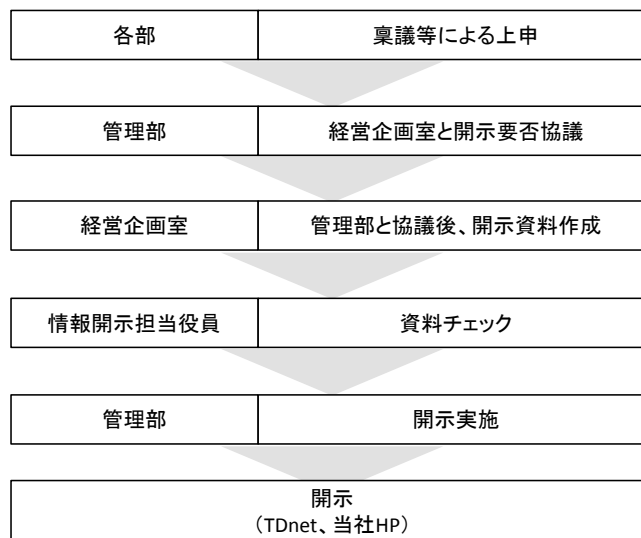 各部 稟議等による上申
管理部 経営企画室と開示要否協議
経営企画室 管理部と協議後、開示資料作成
情報開示担当役員 資料チェック
管理部 開示実施
開示
（TDnet、当社HP）